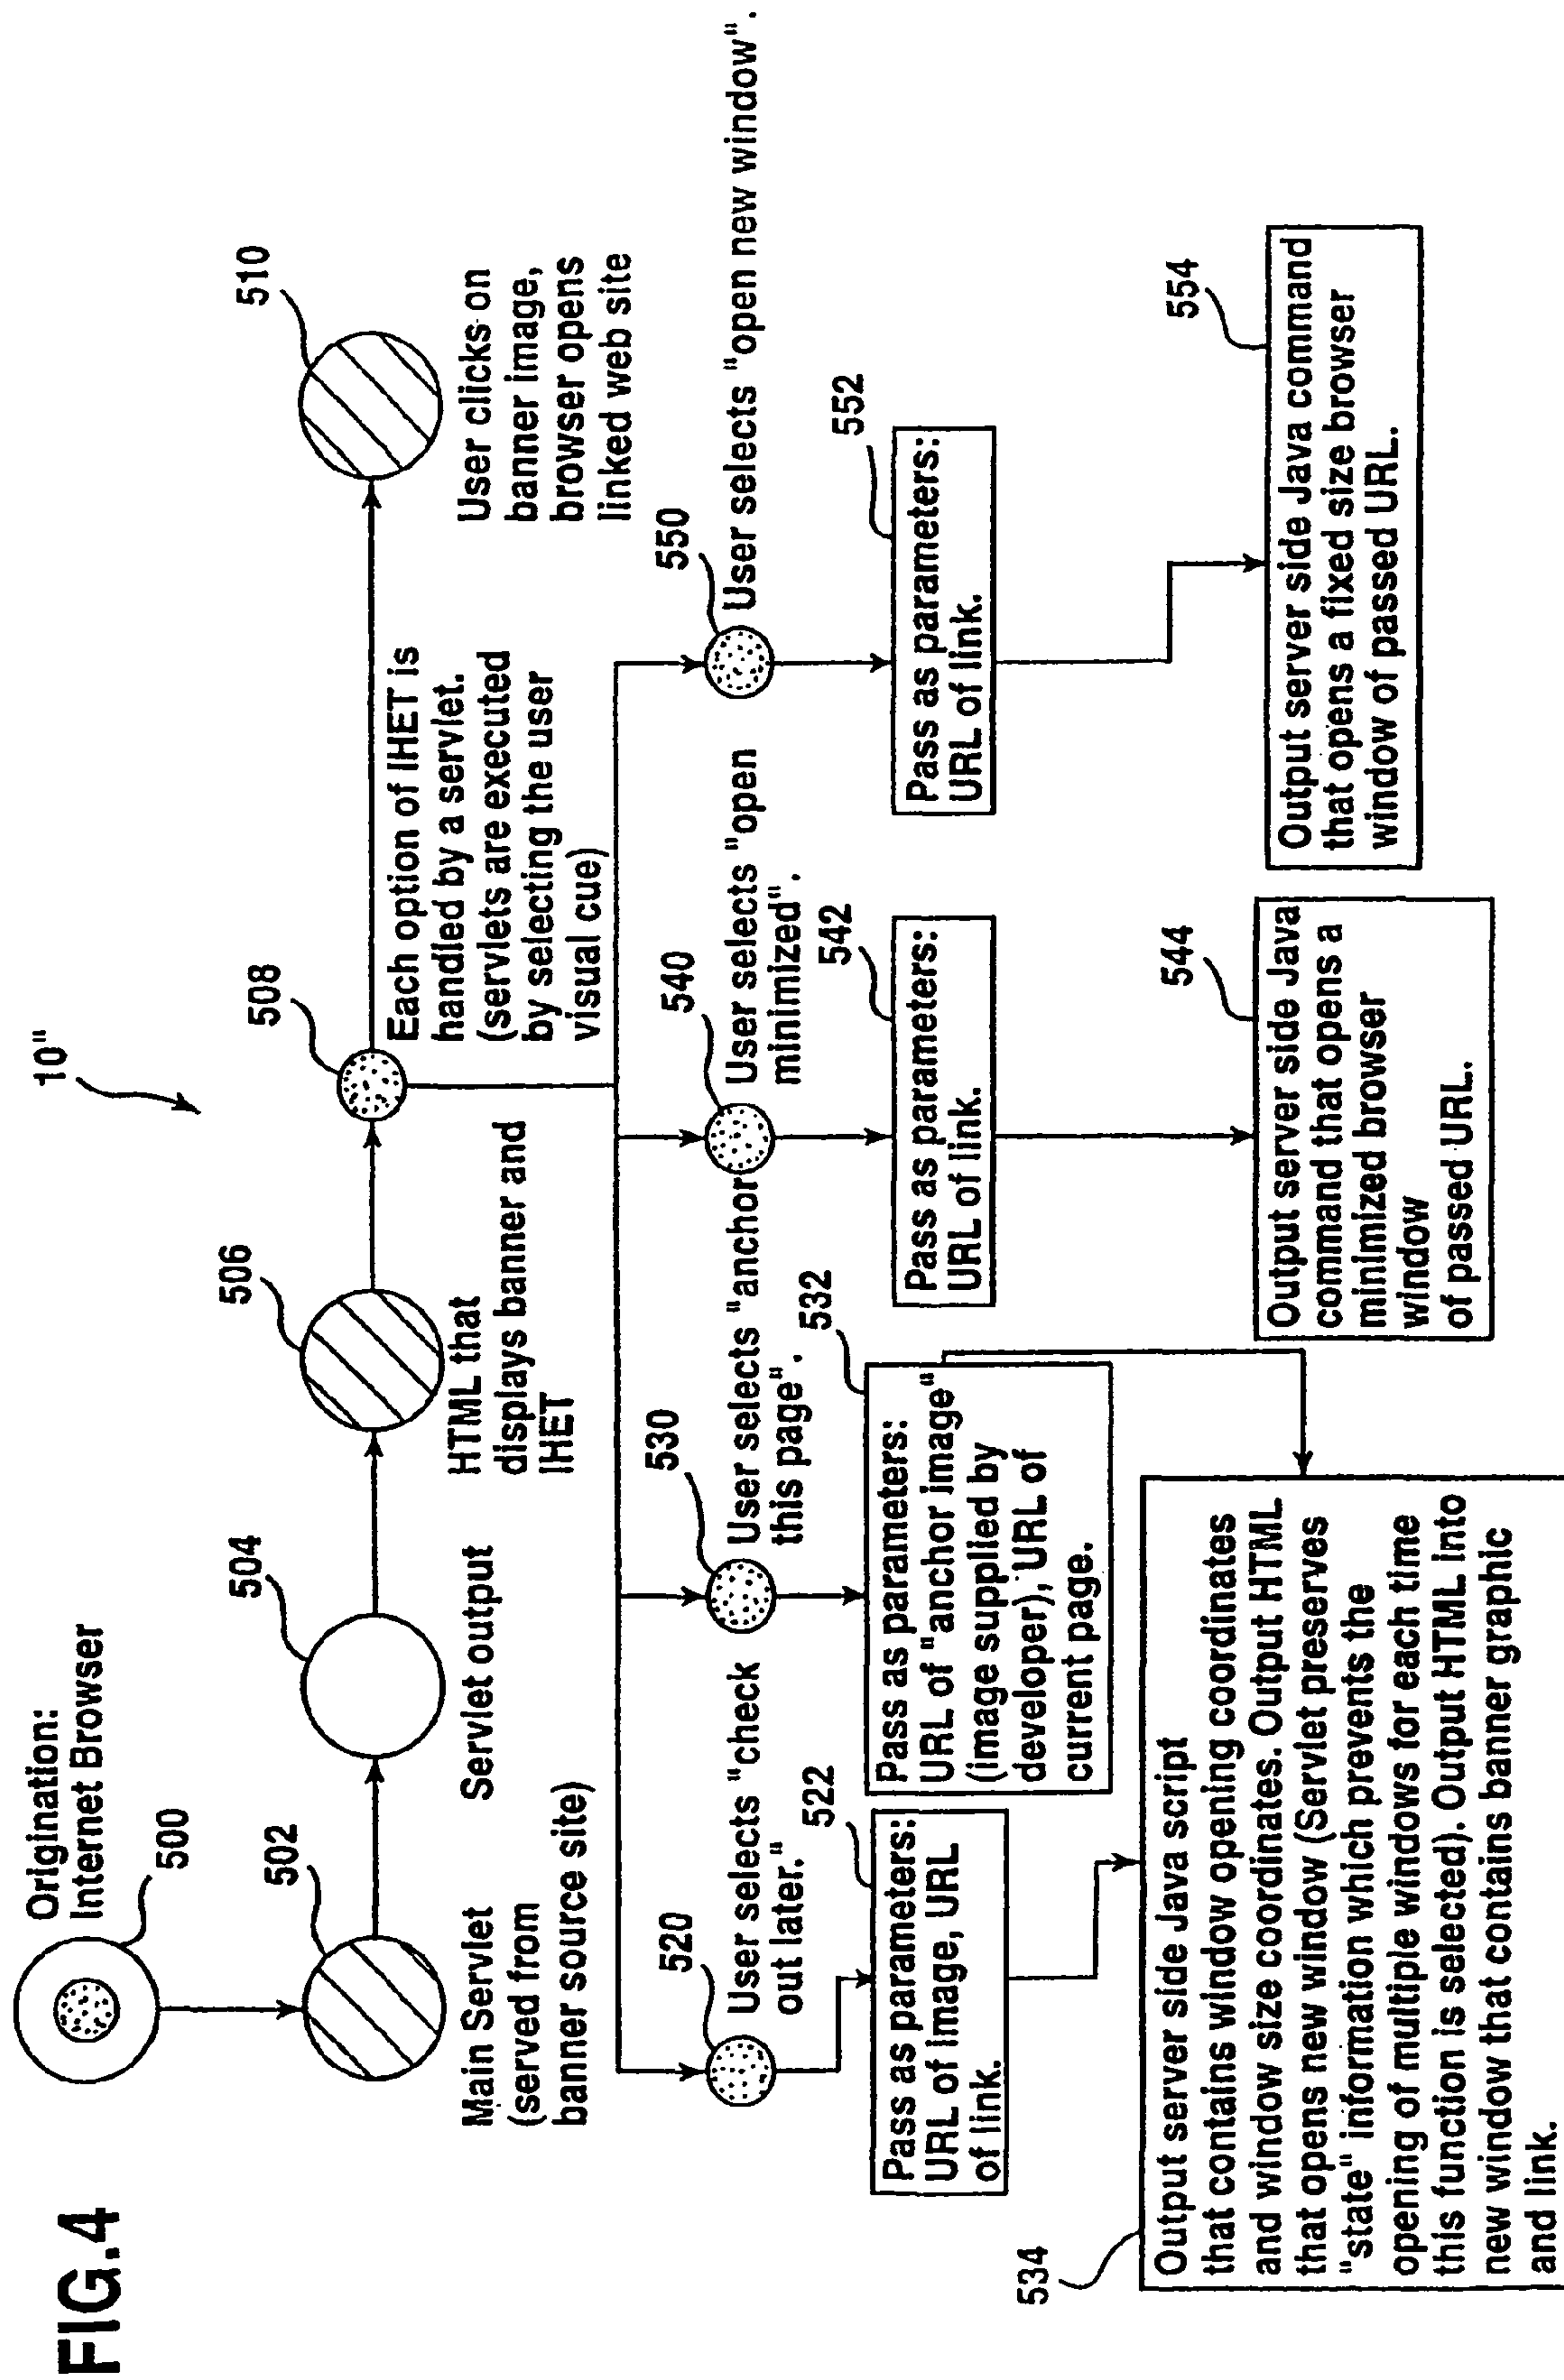 FIG.4
10"
Origination:
Internet Browser
500
502
Main Servlet
(served from
banner source site)
504
Servlet output
506
HTML that
displays banner and
IHET
508
Each option of IHET is
handled by a servlet.
(servlets are executed
by selecting the user
visual cue)
510
User clicks on
banner image,
browser opens
linked web site
520
User selects "check
out later."
530
User selects "anchor
this page".
540
User selects "open
minimized".
550
User selects "open new window".
522
Pass as parameters:
URL of image, URL
of link.
532
Pass as parameters:
URL of "anchor image"
(image supplied by
developer), URL of
current page.
542
Pass as parameters:
URL of link.
552
Pass as parameters:
URL of link.
534
Output server side Java script
that contains window opening coordinates
and window size coordinates. Output HTML
that opens new window (Servlet preserves
"state" information which prevents the
opening of multiple windows for each time
this function is selected). Output HTML into
new window that contains banner graphic
and link.
544
Output server side Java
command that opens a
minimized browser
window
of passed URL.
554
Output server side Java command
that opens a fixed size browser
window of passed URL.